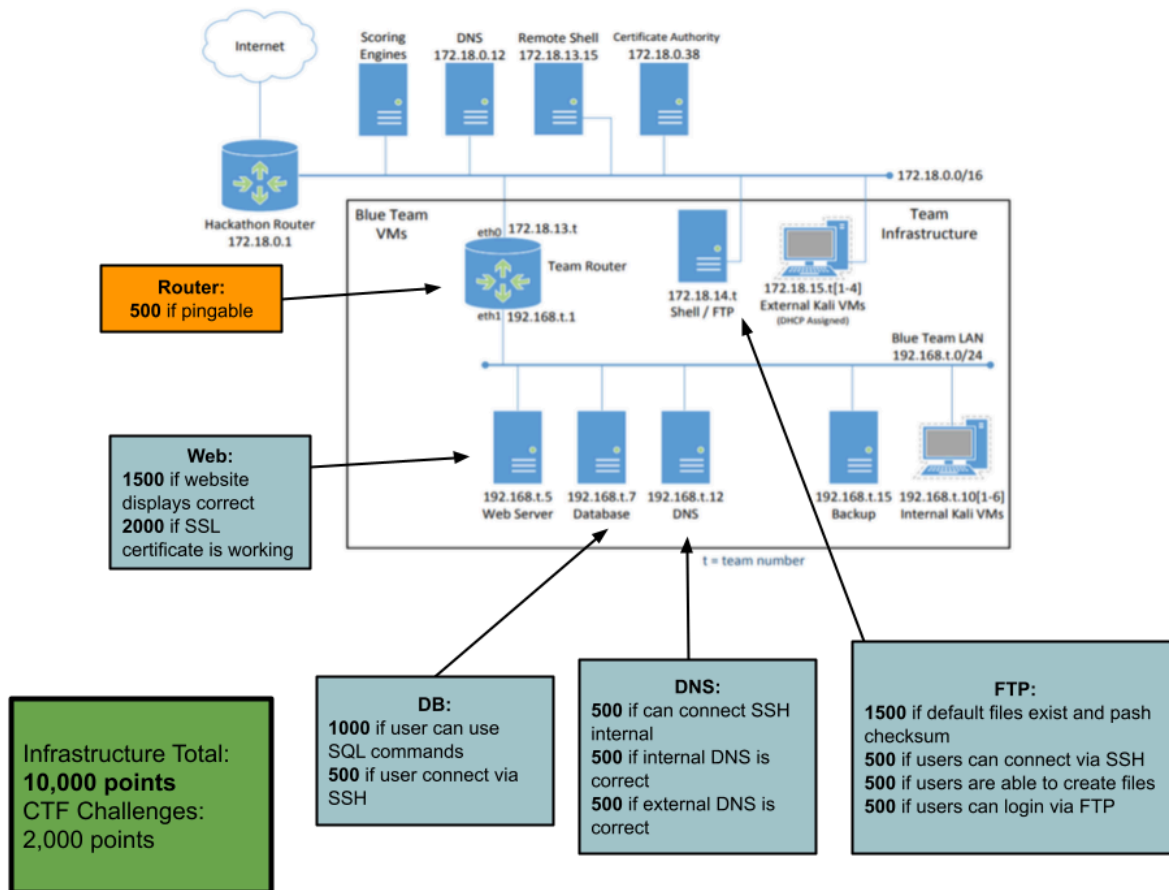 Internet
Scoring
Engines
DNS
172.18.0.12
Remote Shell
172.18.13.15
Certificate Authority
172.18.0.38
172.18.0.0/16
Hackathon Router
172.18.0.1
Blue Team
VMs
Team
Infrastructure
eth0
172.18.13.t
Team Router
eth1
192.168.t.1
172.18.14.t
Shell / FTP
172.18.15.t[1-4]
External Kali VMs
(DHCP Assigned)
Blue Team LAN
192.168.t.0/24
192.168.t.5
Web Server
192.168.t.7
Database
192.168.t.12
DNS
192.168.t.15
Backup
192.168.t.10[1-6]
Internal Kali VMs
t = team number
Router:
500 if pingable
Web:
1500 if website
displays correct
2000 if SSL
certificate is working
DB:
1000 if user can use
SQL commands
500 if user connect via
SSH
DNS:
500 if can connect SSH
internal
500 if internal DNS is
correct
500 if external DNS is
correct
FTP:
1500 if default files exist and pash
checksum
500 if users can connect via SSH
500 if users are able to create files
500 if users can login via FTP
Infrastructure Total:
10,000 points
CTF Challenges:
2,000 points